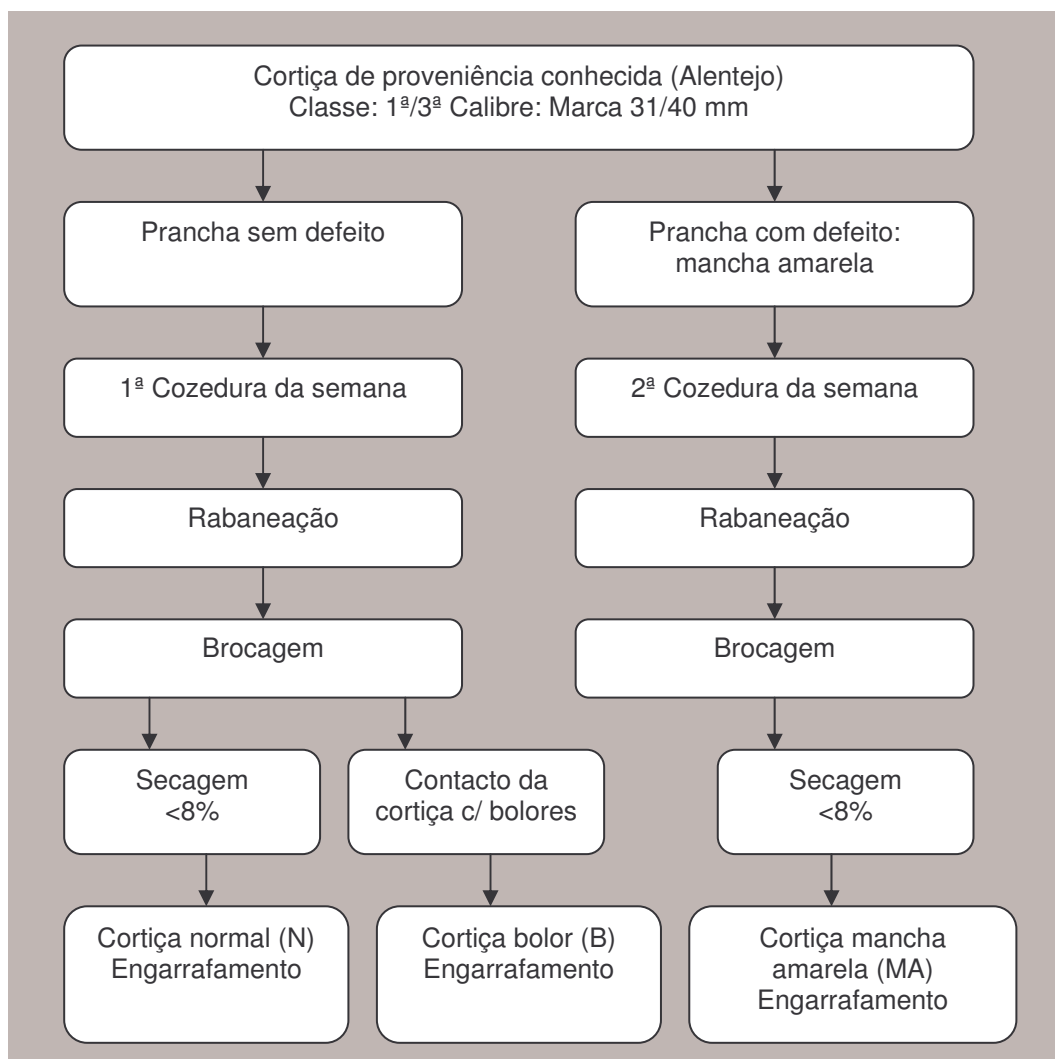 Cortiça de proveniência conhecida (Alentejo)
Classe: 1ª/3ª Calibre: Marca 31/40 mm
Prancha sem defeito
Prancha com defeito:
mancha amarela
1ª Cozedura da semana
2ª Cozedura da semana
Rabaneação
Rabaneação
Brocagem
Brocagem
Secagem
<8%
Contacto da
cortiça c/ bolores
Secagem
<8%
Cortiça normal (N)
Engarrafamento
Cortiça bolor (B)
Engarrafamento
Cortiça mancha
amarela (MA)
Engarrafamento